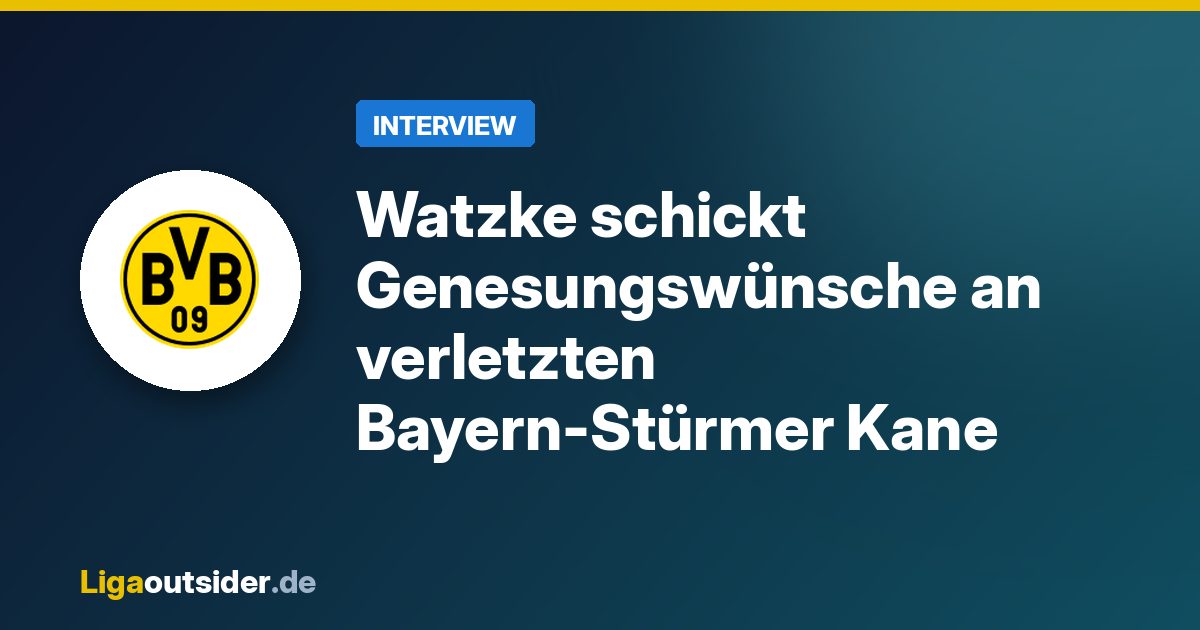 INTERVIEW
Watzke schickt
Genesungswünsche an
verletzten
Bayern-Stürmer Kane
BVB
09
Ligaoutsider.de